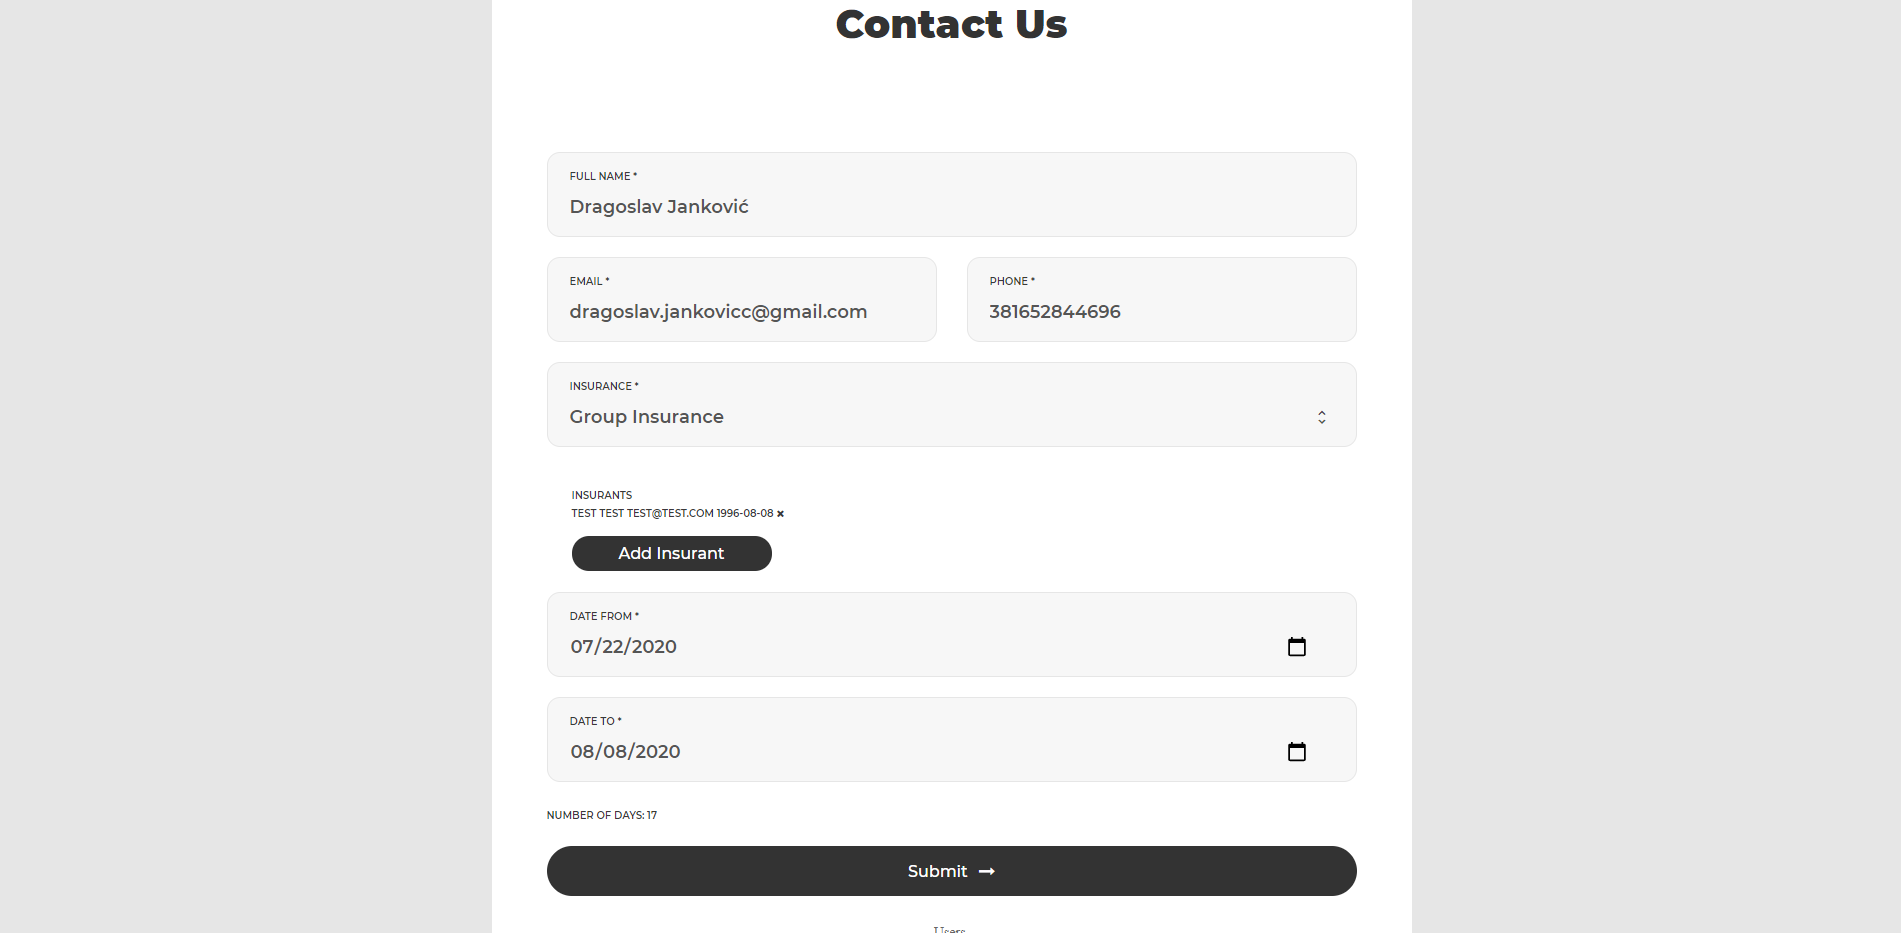 Contact Us
FULL NAME *
Dragoslav Janković
EMAIL *
dragoslav.jankovicc@gmail.com
PHONE *
381652844696
INSURANCE *
Group Insurance
INSURANTS
TEST TEST TEST@TEST.COM 1996-08-08 ✖
Add Insurant
DATE FROM *
07/22/2020
DATE TO *
08/08/2020
NUMBER OF DAYS: 17
Submit →
Users